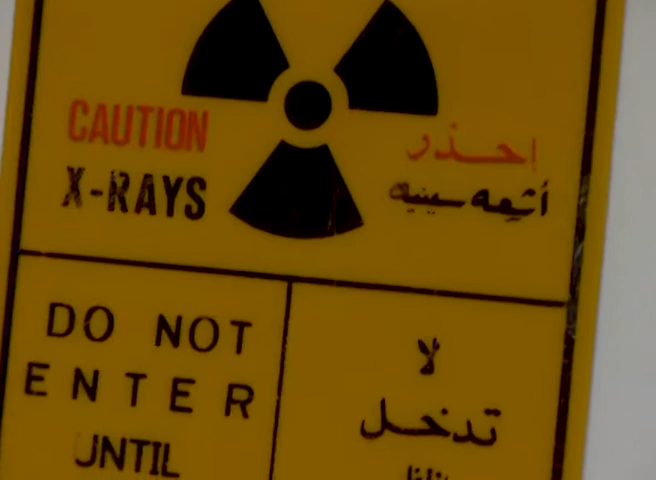 CAUTION
X-RAYS
احذر
أشعه سينيه
DO NOT
ENTER
UNTIL
لا
تدخل